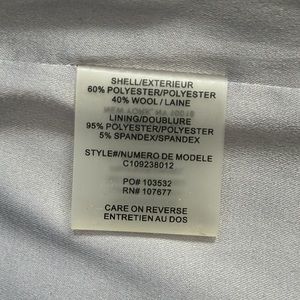 SHELL/EXTERIEUR
60% POLYESTER/POLYESTER
40% WOOL / LAINE
LINING/DOUBLURE
95% POLYESTER/POLYESTER
5% SPANDEX/SPANDEX
STYLE#/NUMERO DE MODELE
C109238012
PO# 103532
RN# 107677
CARE ON REVERSE
ENTRETIEN AU DOS